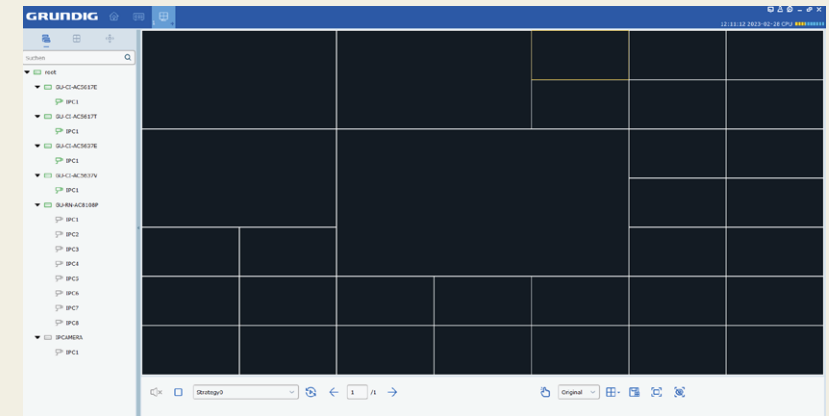 GRUNDIG
12:11:12 2023-02-28 CPU
suchen
root
GU-CI-AC5617E
IPC1
GU-CI-AC5617T
IPC1
GU-CI-AC5637E
IPC1
GU-CI-AC5637V
IPC1
GU-RN-AC8108P
IPC1
IPC2
IPC3
IPC4
IPC5
IPC6
IPC7
IPC8
IPCAMERA
IPC1
Strategy0
1 /1
Original